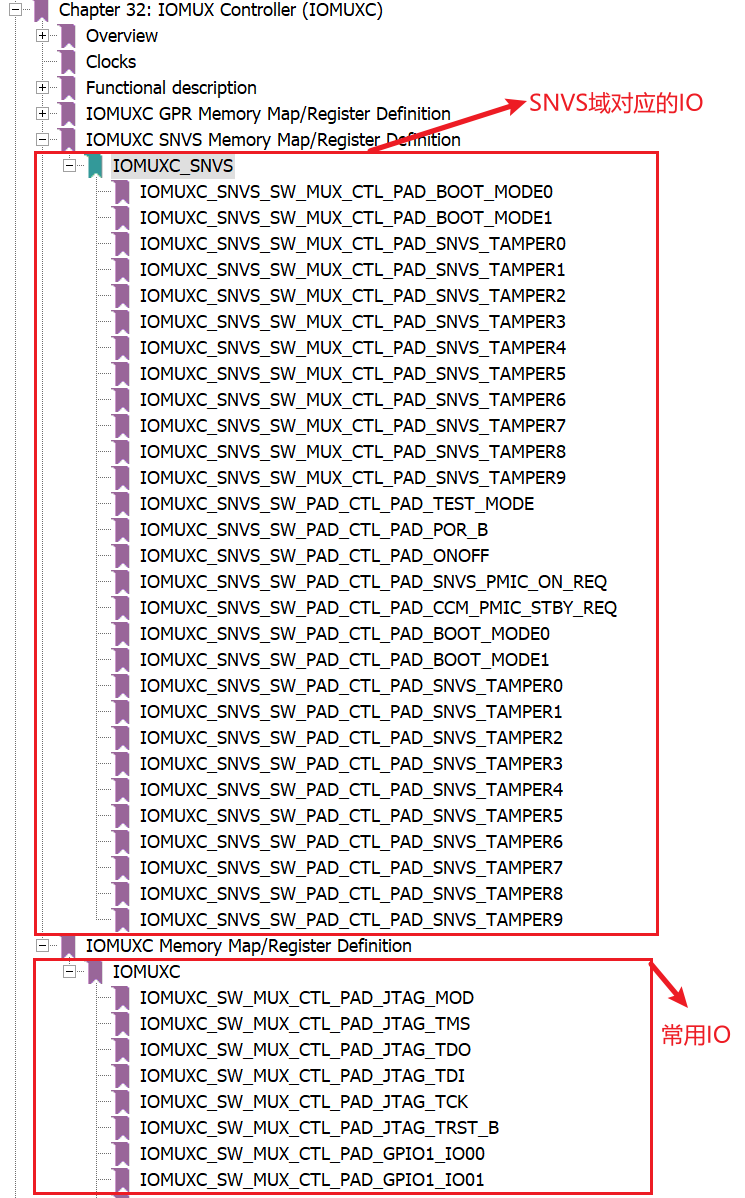 Chapter 32: IOMUX Controller (IOMUXC)
Overview
Clocks
Functional description
SNVS域对应的IO
IOMUXC GPR Memory Map/Register Definition
IOMUXC SNVS Memory Map/Register Definition
IOMUXC_SNVS
IOMUXC_SNVS_SW_MUX_CTL_PAD_BOOT_MODE0
IOMUXC_SNVS_SW_MUX_CTL_PAD_BOOT_MODE1
IOMUXC_SNVS_SW_MUX_CTL_PAD_SNVS_TAMPER0
IOMUXC_SNVS_SW_MUX_CTL_PAD_SNVS_TAMPER1
IOMUXC_SNVS_SW_MUX_CTL_PAD_SNVS_TAMPER2
IOMUXC_SNVS_SW_MUX_CTL_PAD_SNVS_TAMPER3
IOMUXC_SNVS_SW_MUX_CTL_PAD_SNVS_TAMPER4
IOMUXC_SNVS_SW_MUX_CTL_PAD_SNVS_TAMPER5
IOMUXC_SNVS_SW_MUX_CTL_PAD_SNVS_TAMPER6
IOMUXC_SNVS_SW_MUX_CTL_PAD_SNVS_TAMPER7
IOMUXC_SNVS_SW_MUX_CTL_PAD_SNVS_TAMPER8
IOMUXC_SNVS_SW_MUX_CTL_PAD_SNVS_TAMPER9
IOMUXC_SNVS_SW_PAD_CTL_PAD_TEST_MODE
IOMUXC_SNVS_SW_PAD_CTL_PAD_POR_B
IOMUXC_SNVS_SW_PAD_CTL_PAD_ONOFF
IOMUXC_SNVS_SW_PAD_CTL_PAD_SNVS_PMIC_ON_REQ
IOMUXC_SNVS_SW_PAD_CTL_PAD_CCM_PMIC_STBY_REQ
IOMUXC_SNVS_SW_PAD_CTL_PAD_BOOT_MODE0
IOMUXC_SNVS_SW_PAD_CTL_PAD_BOOT_MODE1
IOMUXC_SNVS_SW_PAD_CTL_PAD_SNVS_TAMPER0
IOMUXC_SNVS_SW_PAD_CTL_PAD_SNVS_TAMPER1
IOMUXC_SNVS_SW_PAD_CTL_PAD_SNVS_TAMPER2
IOMUXC_SNVS_SW_PAD_CTL_PAD_SNVS_TAMPER3
IOMUXC_SNVS_SW_PAD_CTL_PAD_SNVS_TAMPER4
IOMUXC_SNVS_SW_PAD_CTL_PAD_SNVS_TAMPER5
IOMUXC_SNVS_SW_PAD_CTL_PAD_SNVS_TAMPER6
IOMUXC_SNVS_SW_PAD_CTL_PAD_SNVS_TAMPER7
IOMUXC_SNVS_SW_PAD_CTL_PAD_SNVS_TAMPER8
IOMUXC_SNVS_SW_PAD_CTL_PAD_SNVS_TAMPER9
IOMUXC Memory Map/Register Definition
IOMUXC
IOMUXC_SW_MUX_CTL_PAD_JTAG_MOD
IOMUXC_SW_MUX_CTL_PAD_JTAG_TMS
常用IO
IOMUXC_SW_MUX_CTL_PAD_JTAG_TDO
IOMUXC_SW_MUX_CTL_PAD_JTAG_TDI
IOMUXC_SW_MUX_CTL_PAD_JTAG_TCK
IOMUXC_SW_MUX_CTL_PAD_JTAG_TRST_B
IOMUXC_SW_MUX_CTL_PAD_GPIO1_IO00
IOMUXC_SW_MUX_CTL_PAD_GPIO1_IO01